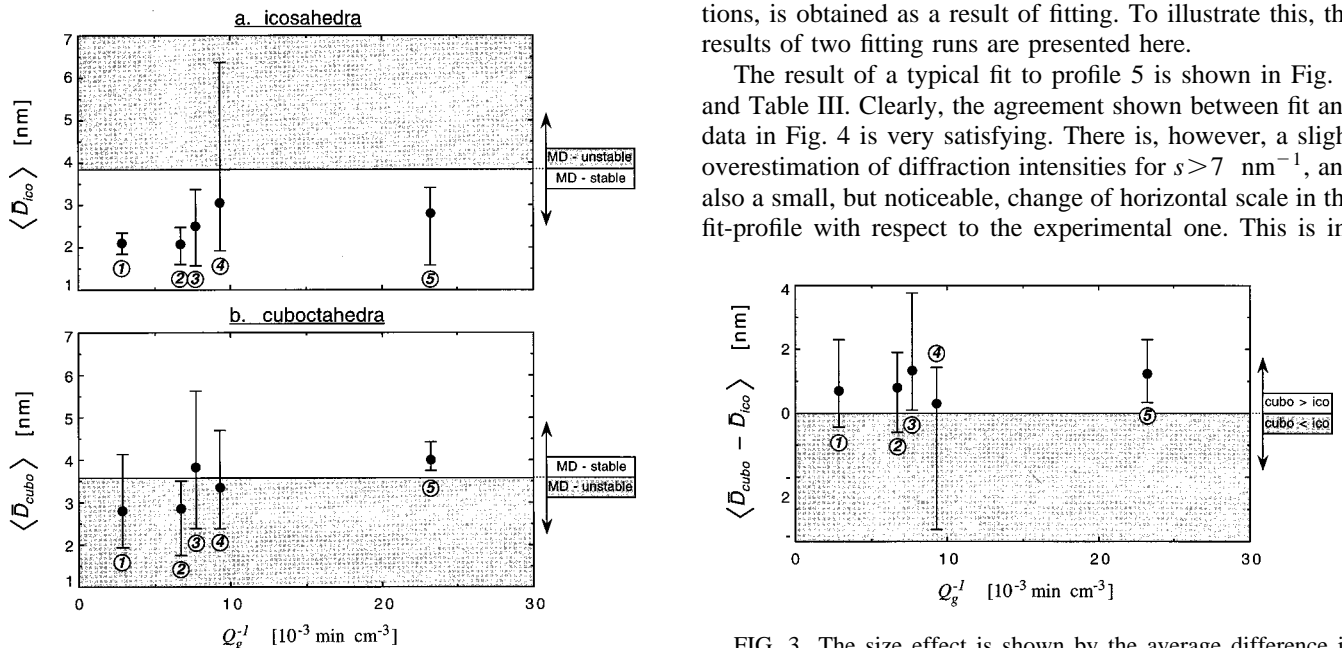 a. icosahedra
7
6
5
4
3
2
1
⟨D̄ico⟩ [nm]
MD - unstable
MD - stable
① ② ③ ④ ⑤
b. cuboctahedra
7
6
5
4
3
2
1
⟨D̄cubo⟩ [nm]
MD - stable
MD - unstable
① ② ③ ④ ⑤
0 10 20 30
Qg⁻¹ [10⁻³ min cm⁻³]
tions, is obtained as a result of fitting. To illustrate this, th
results of two fitting runs are presented here.
The result of a typical fit to profile 5 is shown in Fig.
and Table III. Clearly, the agreement shown between fit an
data in Fig. 4 is very satisfying. There is, however, a sligh
overestimation of diffraction intensities for s>7 nm⁻¹, an
also a small, but noticeable, change of horizontal scale in th
fit-profile with respect to the experimental one. This is in
4
2
0
2
-
⟨D̄cubo − D̄ico⟩ [nm]
cubo > ico
cubo < ico
① ② ③ ④ ⑤
0 10 20 30
Qg⁻¹ [10⁻³ min cm⁻³]
FIG. 3. The size effect is shown by the average difference i